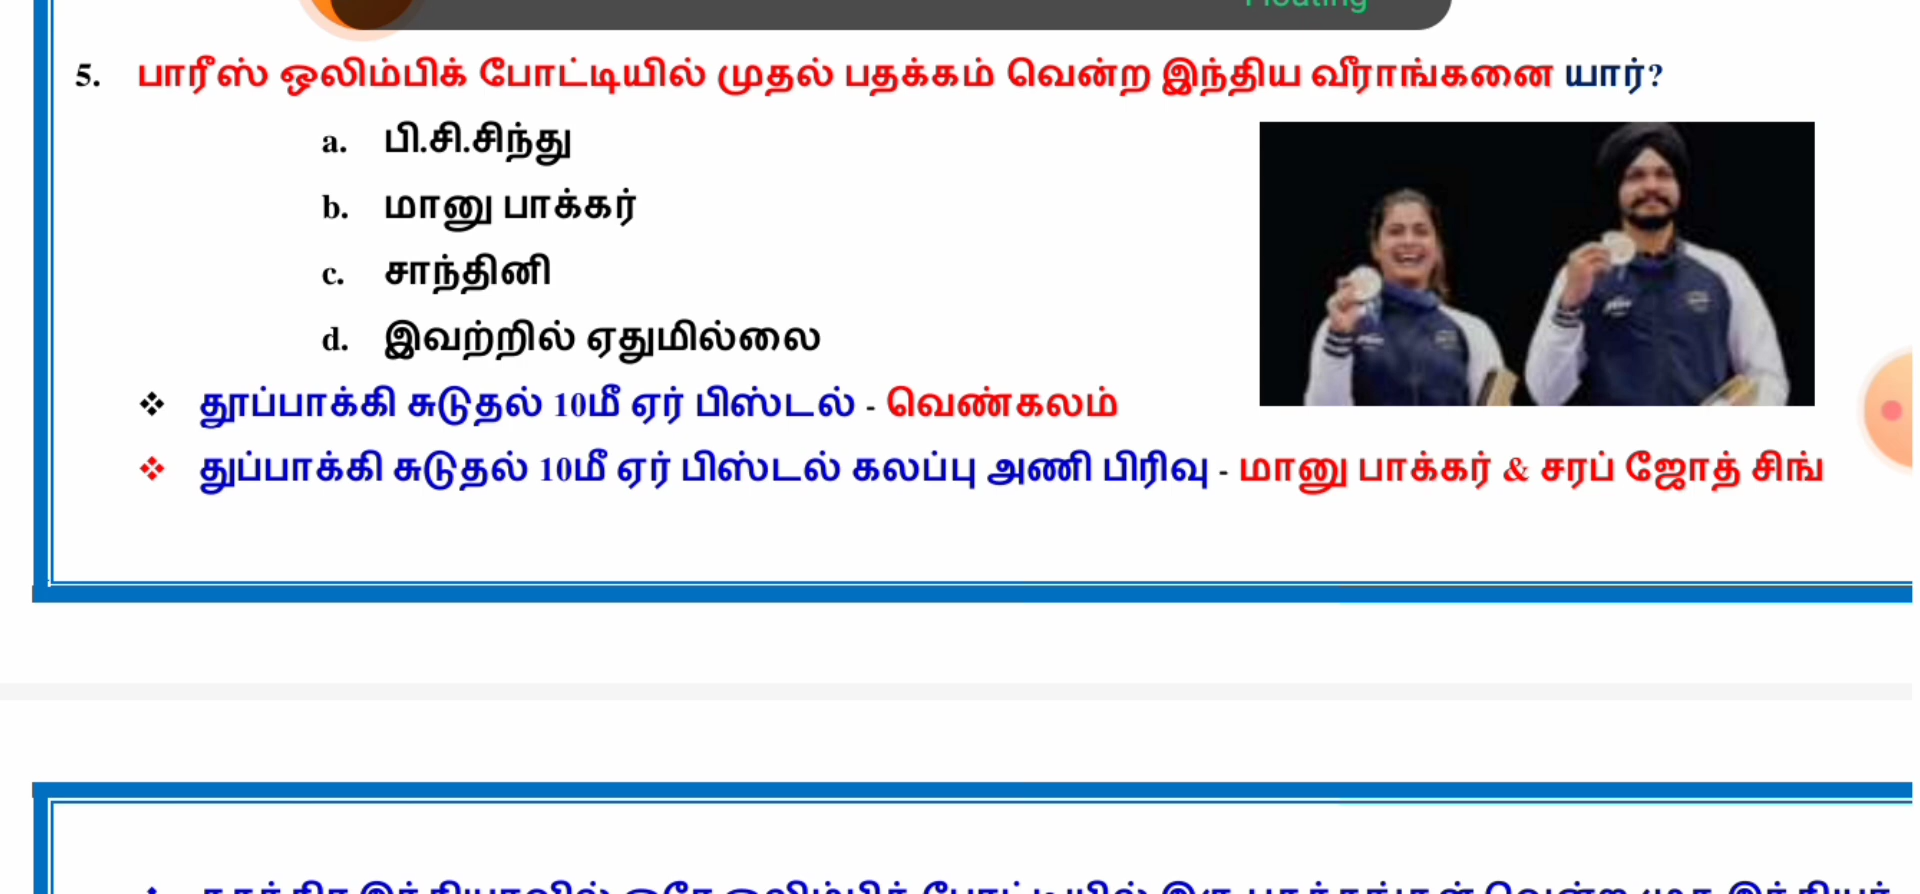 5. பாரீஸ் ஒலிம்பிக் போட்டியில் முதல் பதக்கம் வென்ற இந்திய வீராங்கனை யார்?
a. பி.சி.சிந்து
b. மானு பாக்கர்
c. சாந்தினி
d. இவற்றில் ஏதுமில்லை
❖ தூப்பாக்கி சுடுதல் 10மீ ஏர் பிஸ்டல் - வெண்கலம்
❖ துப்பாக்கி சுடுதல் 10மீ ஏர் பிஸ்டல் கலப்பு அணி பிரிவு - மானு பாக்கர் & சரப் ஜோத் சிங்